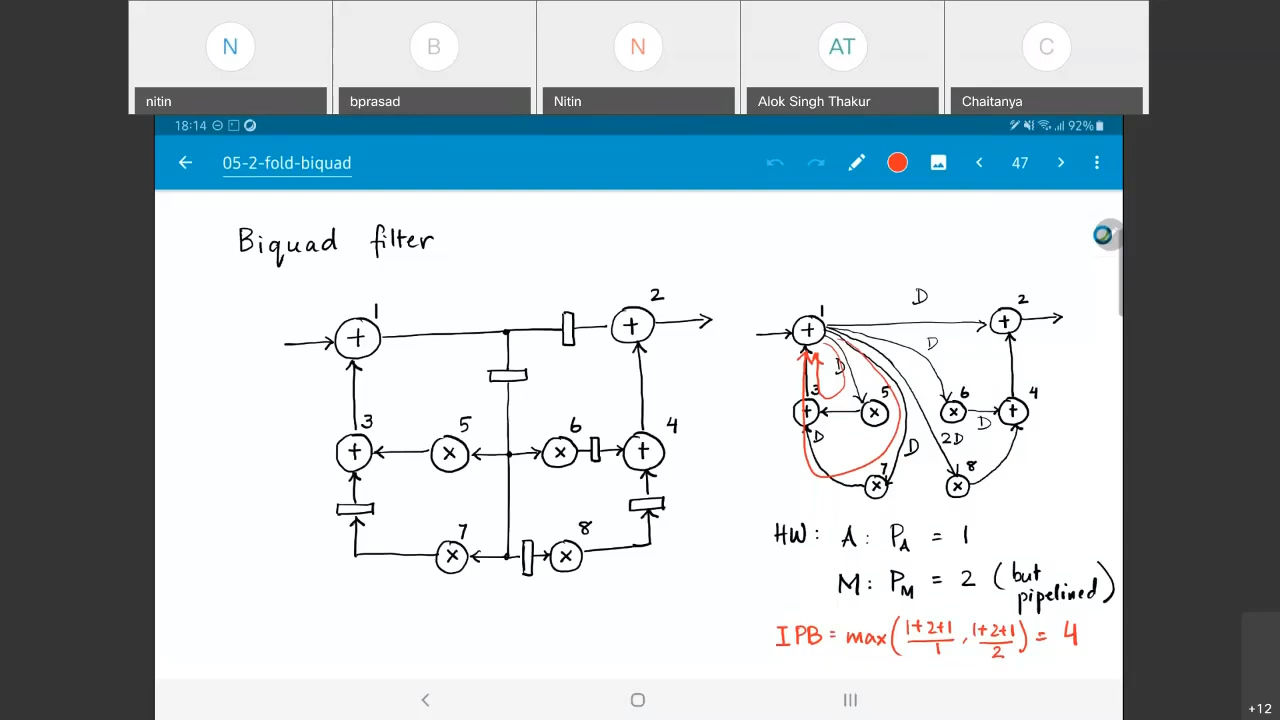 N B N AT C
nitin bprasad Nitin Alok Singh Thakur Chaitanya
18:14 92%
05-2-fold-biquad 47
Biquad filter
1 2
+ +
3 5 6 4
+ × × +
7 8
× ×
1 D 2
+ +
D D
3 5 6 4
+ × × D +
D 2D
7 D 8
× ×
HW: A: P_A = 1
M: P_M = 2 (but pipelined)
IPB = max(1+2+1/1, 1+2+1/2) = 4
+12